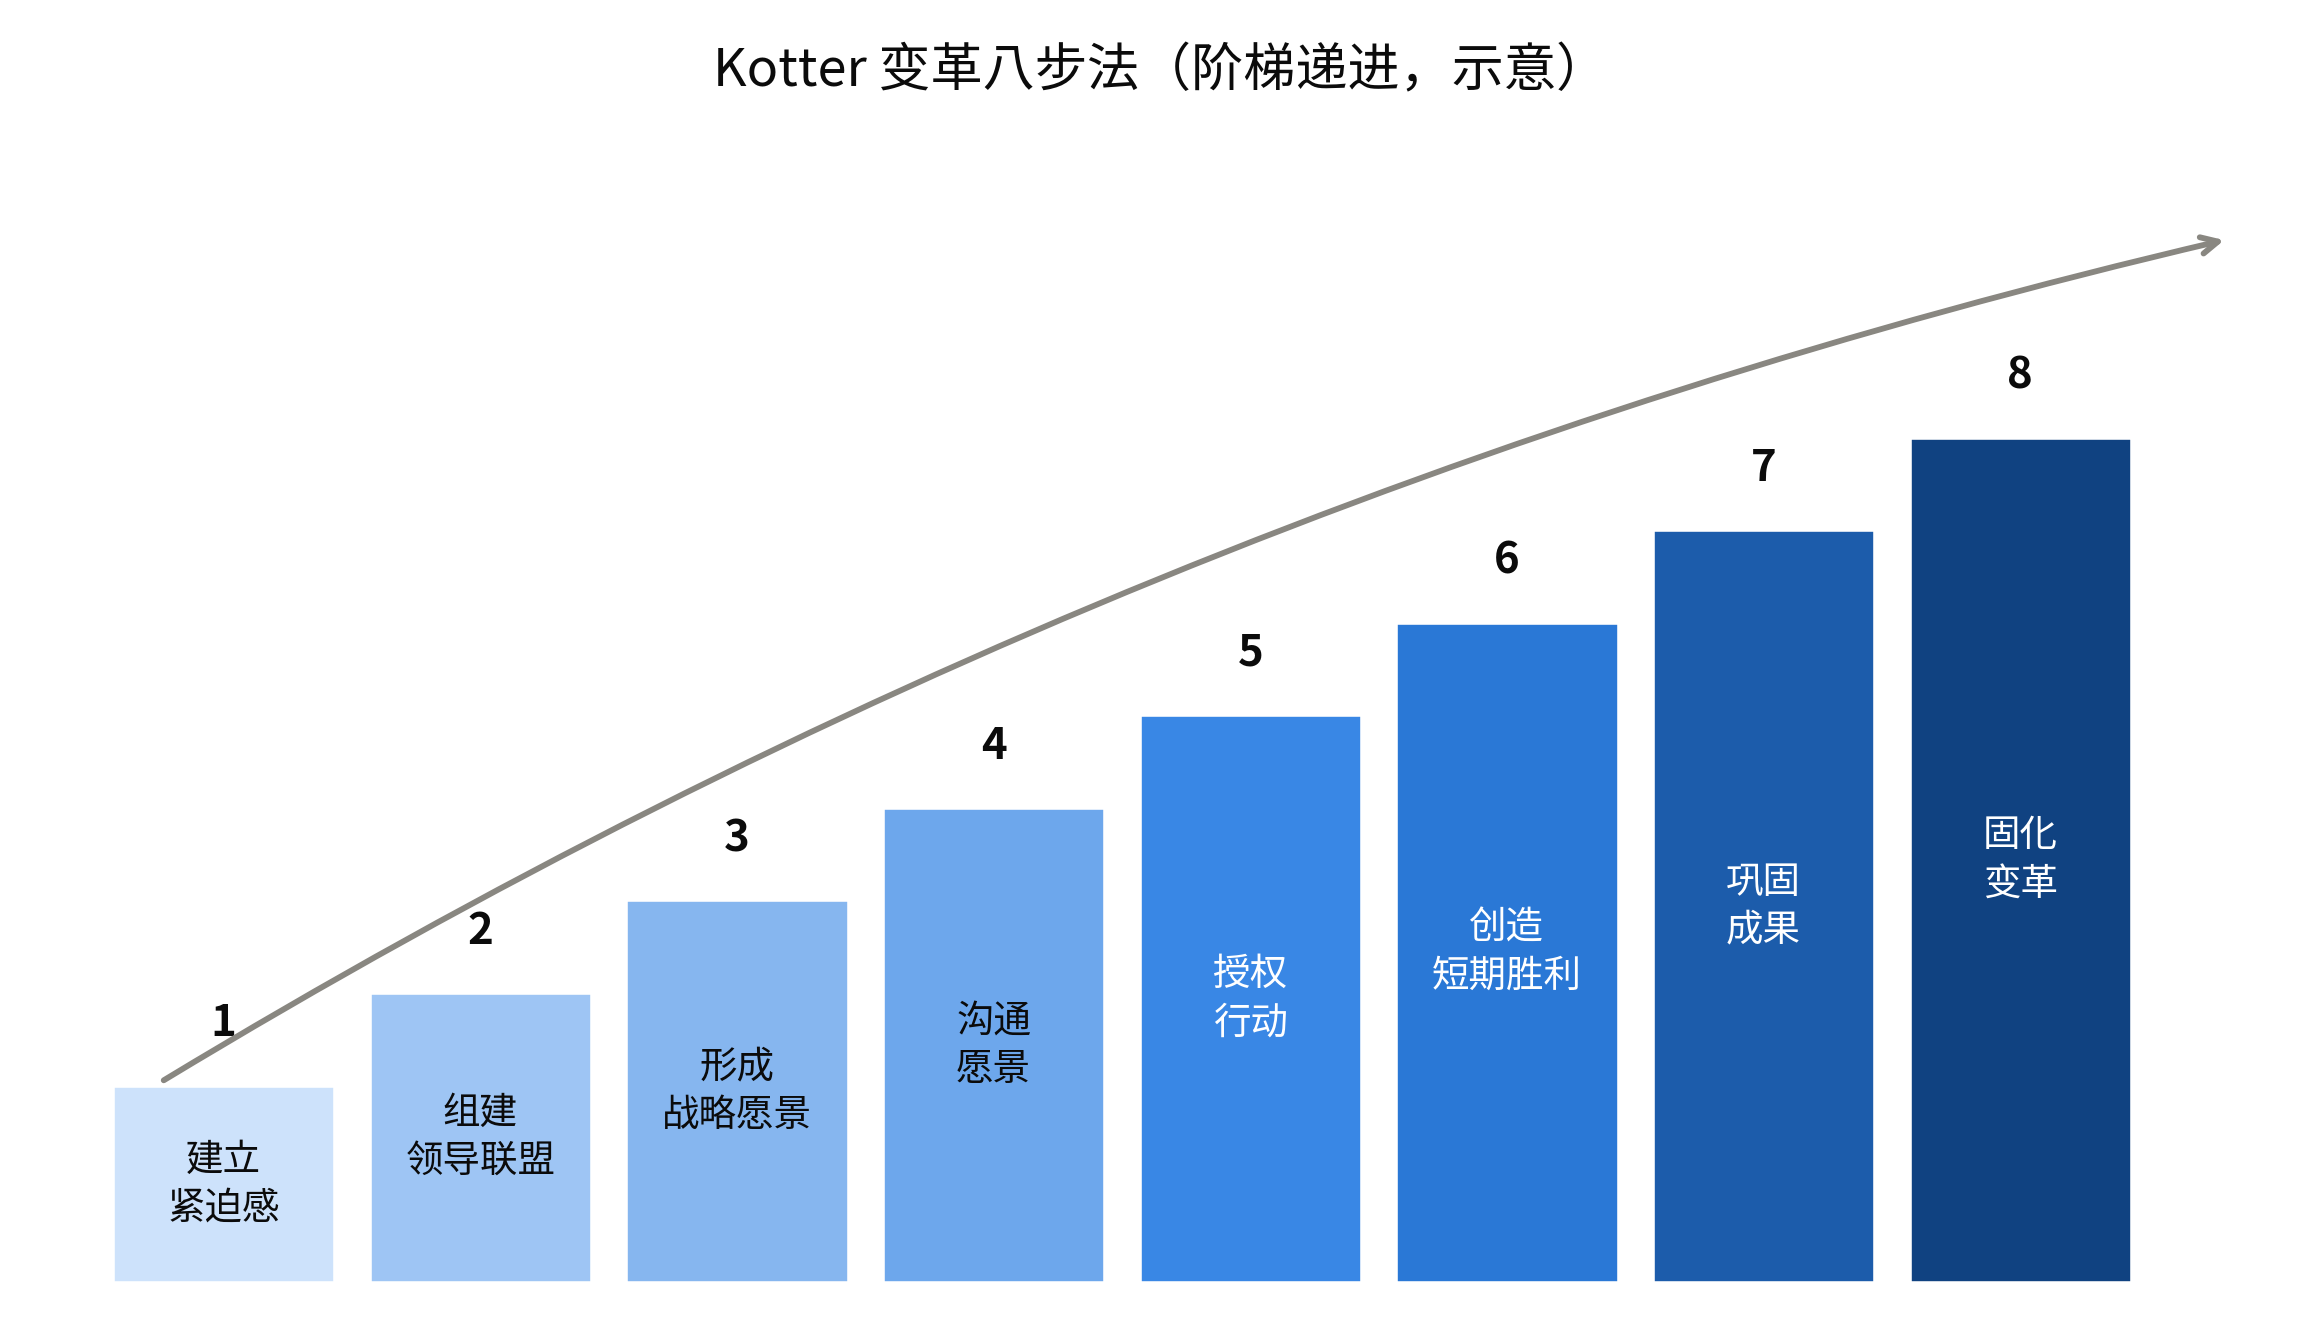 Kotter 变革八步法（阶梯递进，示意）
1
建立
紧迫感
2
组建
领导联盟
3
形成
战略愿景
4
沟通
愿景
5
授权
行动
6
创造
短期胜利
7
巩固
成果
8
固化
变革